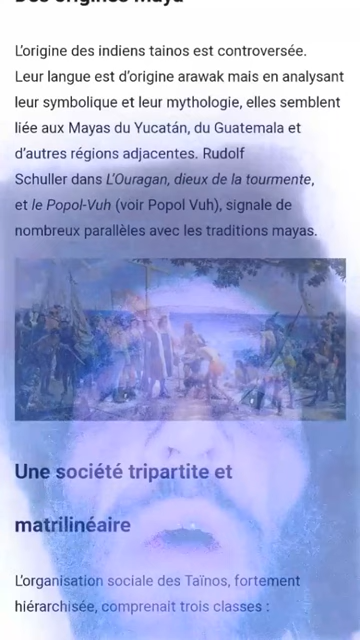 Des origines maya
L'origine des indiens tainos est controversée.
Leur langue est d'origine arawak mais en analysant
leur symbolique et leur mythologie, elles semblent
liée aux Mayas du Yucatán, du Guatemala et
d'autres régions adjacentes. Rudolf
Schuller dans L'Ouragan, dieux de la tourmente,
et le Popol-Vuh (voir Popol Vuh), signale de
nombreux parallèles avec les traditions mayas.
Une société tripartite et
matrilinéaire
L'organisation sociale des Taïnos, fortement
hiérarchisée, comprenait trois classes :